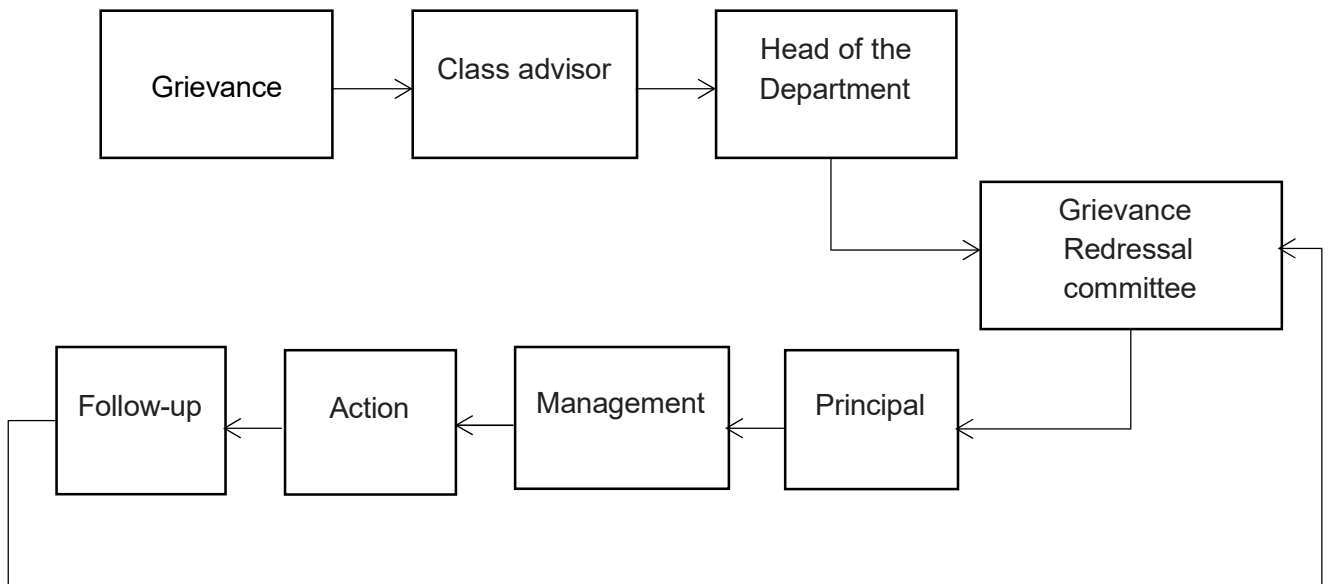 Grievance
Class advisor
Head of the
Department
Grievance
Redressal
committee
Follow-up
Action
Management
Principal